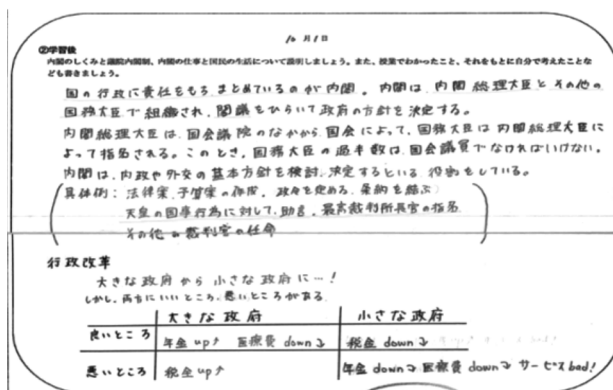 10月1日
②学習後
内閣のしくみと議院内閣制、内閣の仕事と国民の生活について説明しましょう。また、授業でわかったこと、それをもとに自分で考えたことなども書きましょう。
国の行政に責任をもち、まとめているのが内閣。内閣は、内閣総理大臣とその他の
国務大臣で組織され、閣議をひらいて政府の方針を決定する。
内閣総理大臣は、国会議院のなかから国会によって、国務大臣は内閣総理大臣に
よって指名される。このとき、国務大臣の過半数は、国会議員でなければいけない。
内閣は、内政や外交の基本方針を検討、決定するといる役割をしている。
具体例:法律案、予算案の作成、政令を定める、条約を結ぶ
天皇の国事行為に対して、助言、最高裁判所長官の指名
その他の裁判官の任命
行政改革
大きな政府から小さな政府に…!
しかし、両方にいいところ、悪いところがある
大きな政府 小さな政府
良いところ 年金up↗ 医療費down↘ 税金down↘
悪いところ 税金up↗ 年金down↘ 医療費down↘ サービスbad!